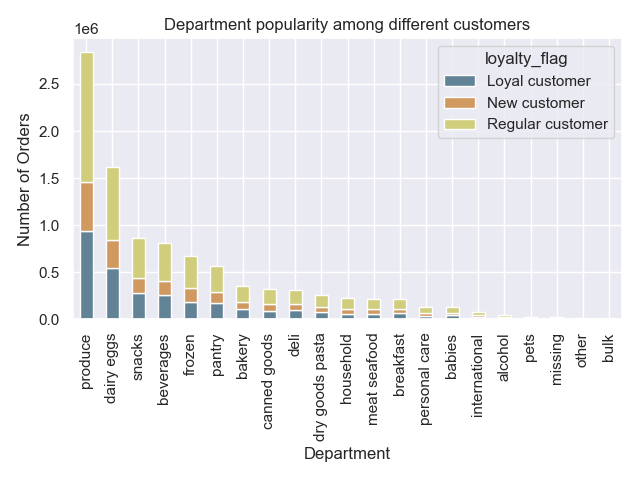 Department popularity among different customers
1e6
loyalty_flag
Loyal customer
New customer
Regular customer
Number of Orders
2.5
2.0
1.5
1.0
0.5
0.0
produce
dairy eggs
snacks
beverages
frozen
pantry
bakery
canned goods
deli
dry goods pasta
household
meat seafood
breakfast
personal care
babies
international
alcohol
pets
missing
other
bulk
Department